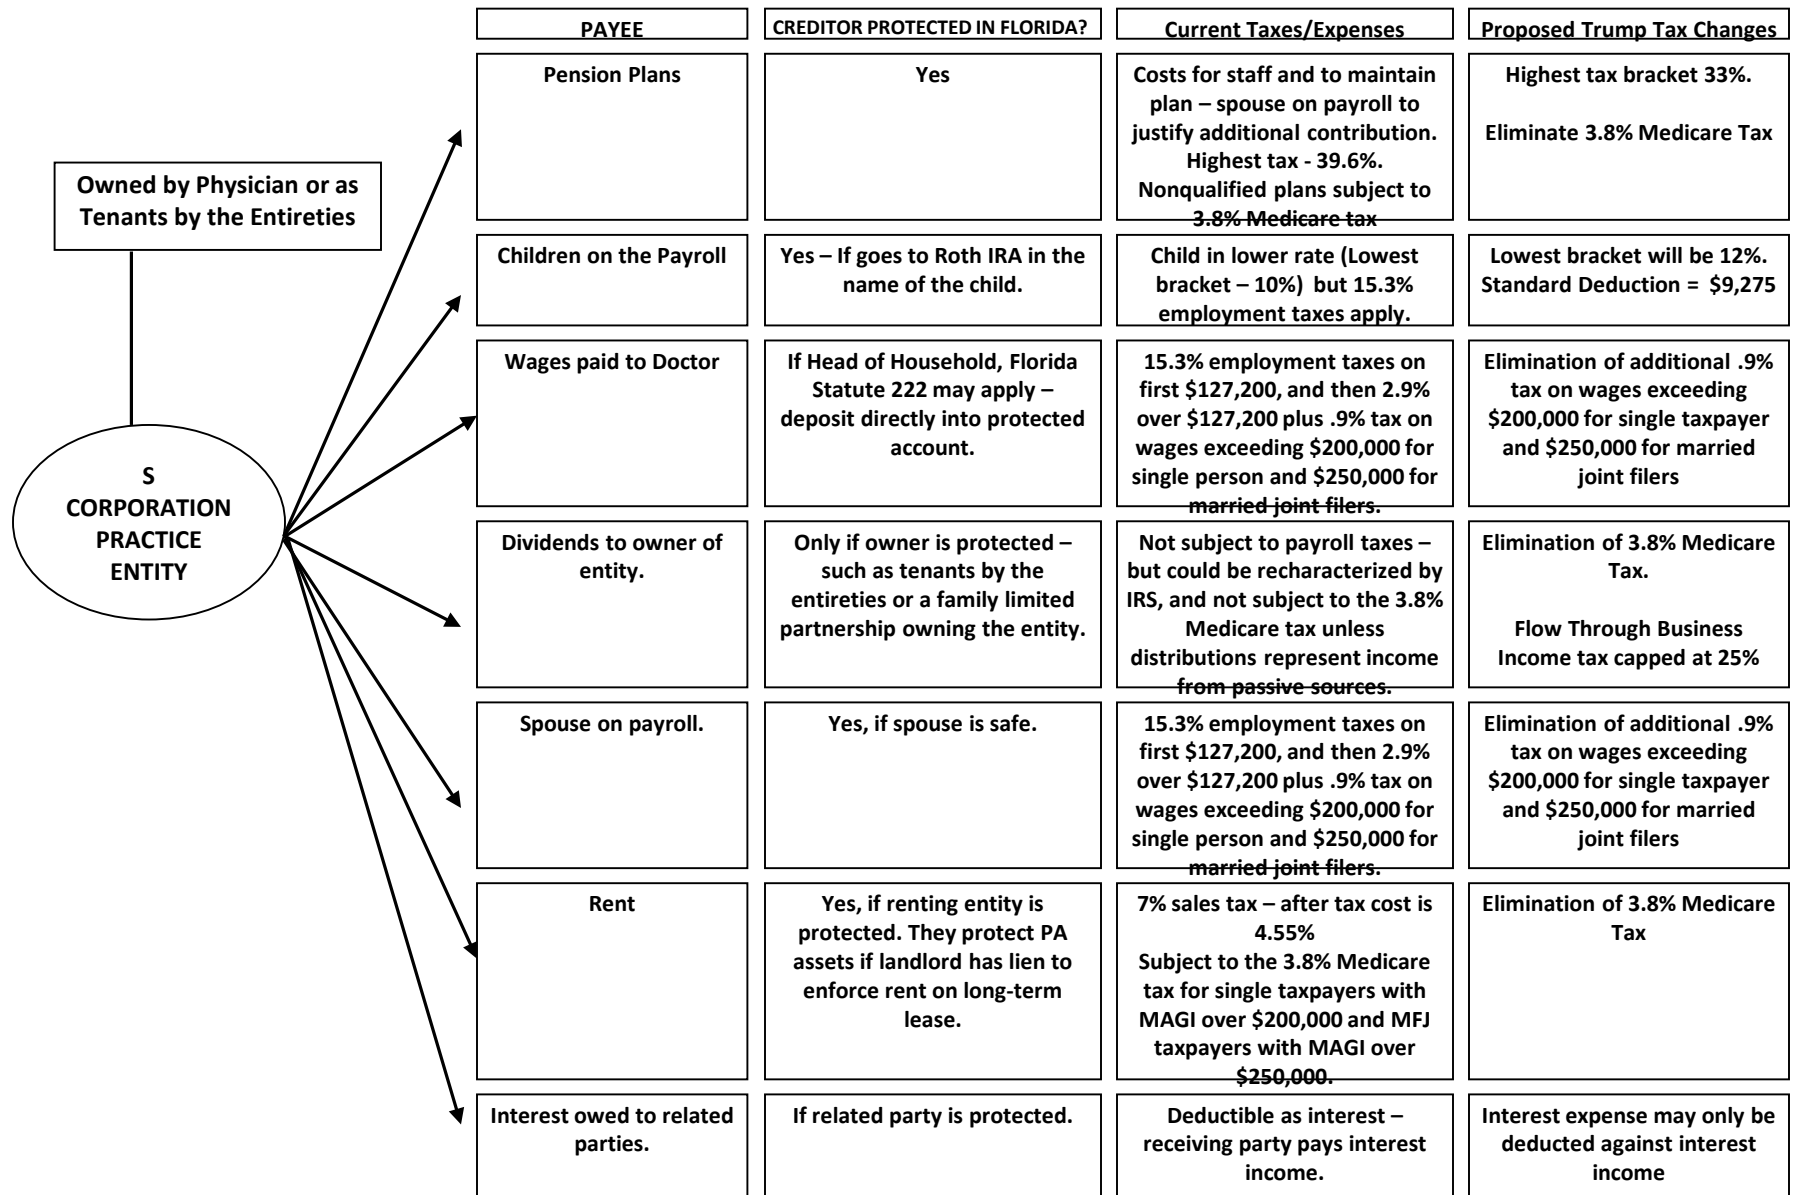 PAYEE
CREDITOR PROTECTED IN FLORIDA?
Current Taxes/Expenses
Proposed Trump Tax Changes
Owned by Physician or as
Tenants by the Entireties
S
CORPORATION
PRACTICE
ENTITY
Pension Plans
Yes
Costs for staff and to maintain
plan – spouse on payroll to
justify additional contribution.
Highest tax - 39.6%.
Nonqualified plans subject to
3.8% Medicare tax
Highest tax bracket 33%.
Eliminate 3.8% Medicare Tax
Children on the Payroll
Yes – If goes to Roth IRA in the
name of the child.
Child in lower rate (Lowest
bracket – 10%) but 15.3%
employment taxes apply.
Lowest bracket will be 12%.
Standard Deduction = $9,275
Wages paid to Doctor
If Head of Household, Florida
Statute 222 may apply –
deposit directly into protected
account.
15.3% employment taxes on
first $127,200, and then 2.9%
over $127,200 plus .9% tax on
wages exceeding $200,000 for
single person and $250,000 for
married joint filers.
Elimination of additional .9%
tax on wages exceeding
$200,000 for single taxpayer
and $250,000 for married
joint filers
Dividends to owner of
entity.
Only if owner is protected –
such as tenants by the
entireties or a family limited
partnership owning the entity.
Not subject to payroll taxes –
but could be recharacterized by
IRS, and not subject to the 3.8%
Medicare tax unless
distributions represent income
from passive sources.
Elimination of 3.8% Medicare
Tax.
Flow Through Business
Income tax capped at 25%
Spouse on payroll.
Yes, if spouse is safe.
15.3% employment taxes on
first $127,200, and then 2.9%
over $127,200 plus .9% tax on
wages exceeding $200,000 for
single person and $250,000 for
married joint filers.
Elimination of additional .9%
tax on wages exceeding
$200,000 for single taxpayer
and $250,000 for married
joint filers
Rent
Yes, if renting entity is
protected. They protect PA
assets if landlord has lien to
enforce rent on long-term
lease.
7% sales tax – after tax cost is
4.55%
Subject to the 3.8% Medicare
tax for single taxpayers with
MAGI over $200,000 and MFJ
taxpayers with MAGI over
$250,000.
Elimination of 3.8% Medicare
Tax
Interest owed to related
parties.
If related party is protected.
Deductible as interest –
receiving party pays interest
income.
Interest expense may only be
deducted against interest
income